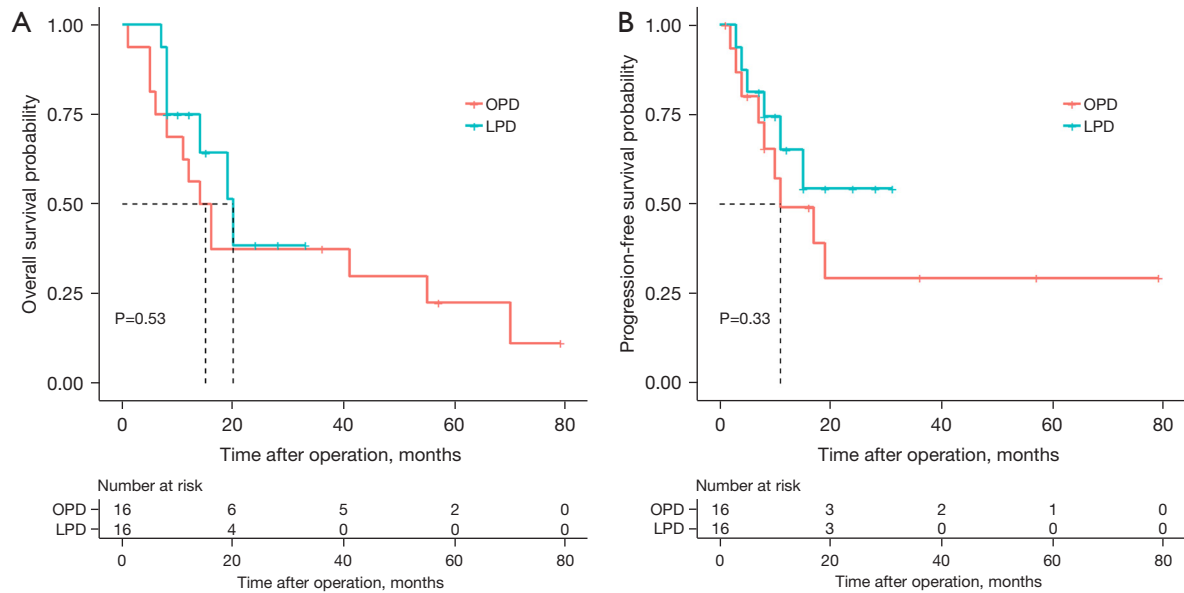 A
Overall survival probability
1.00
0.75
0.50
0.25
0.00
OPD
LPD
P=0.53
0 20 40 60 80
Time after operation, months
Number at risk
OPD 16 6 5 2 0
LPD 16 4 0 0 0
0 20 40 60 80
Time after operation, months
B
Progression-free survival probability
1.00
0.75
0.50
0.25
0.00
OPD
LPD
P=0.33
0 20 40 60 80
Time after operation, months
Number at risk
OPD 16 3 2 1 0
LPD 16 3 0 0 0
0 20 40 60 80
Time after operation, months